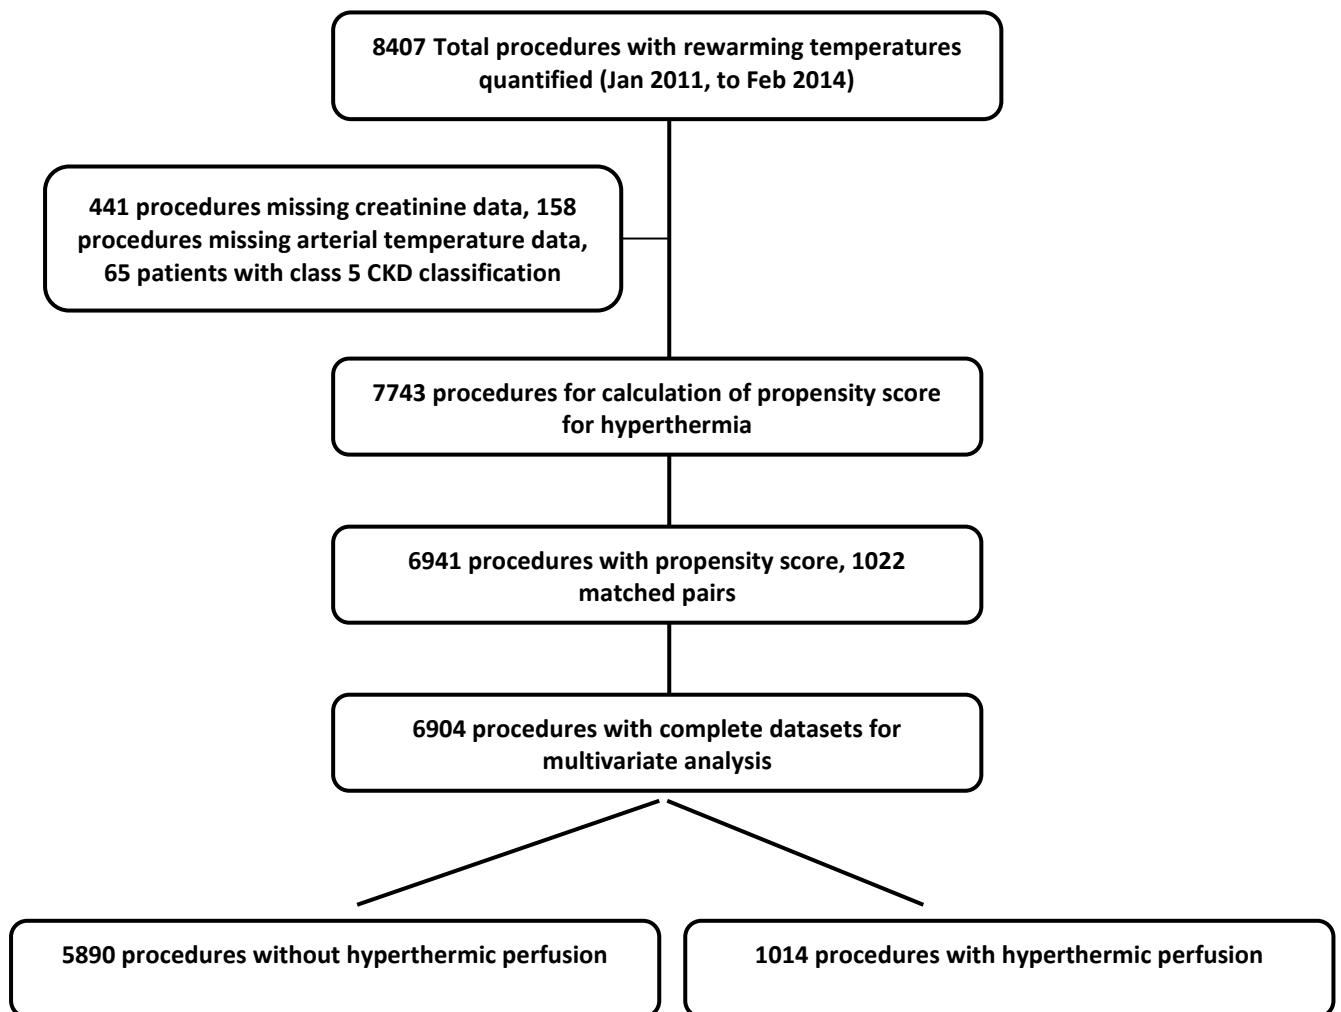 8407 Total procedures with rewarming temperatures
quantified (Jan 2011, to Feb 2014)
441 procedures missing creatinine data, 158
procedures missing arterial temperature data,
65 patients with class 5 CKD classification
7743 procedures for calculation of propensity score
for hyperthermia
6941 procedures with propensity score, 1022
matched pairs
6904 procedures with complete datasets for
multivariate analysis
5890 procedures without hyperthermic perfusion
1014 procedures with hyperthermic perfusion